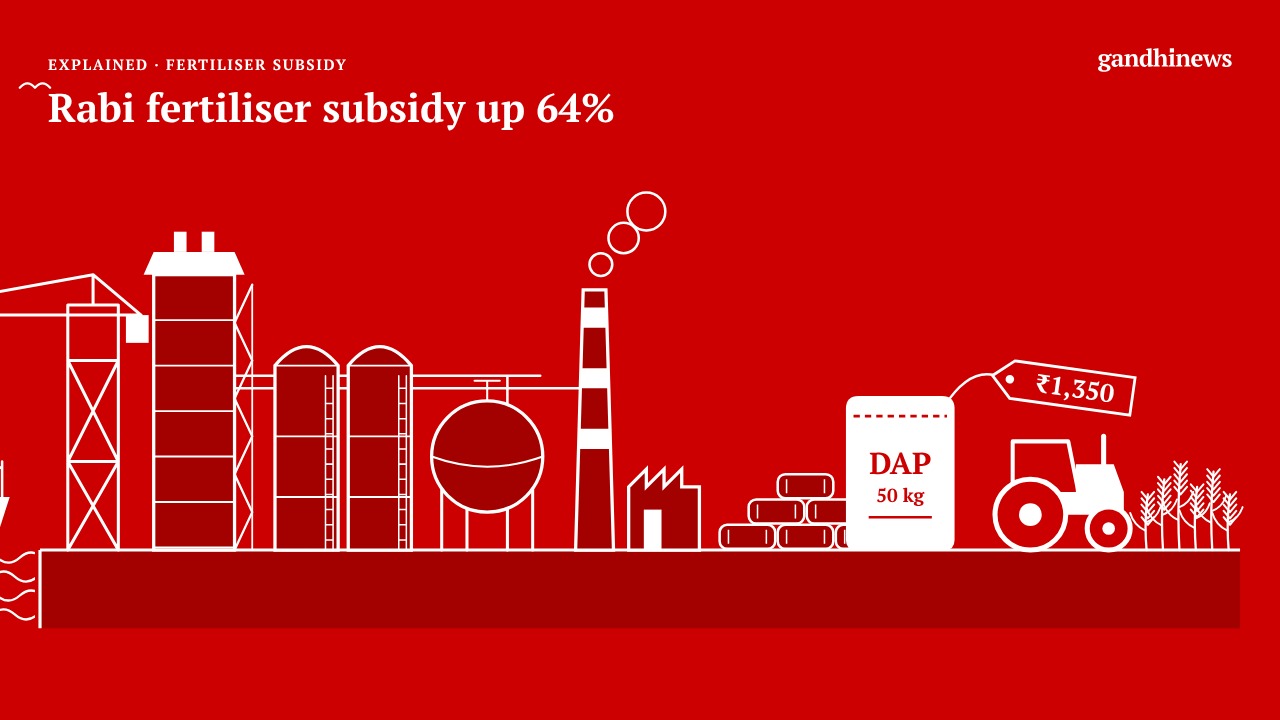 EXPLAINED · FERTILISER SUBSIDY
gandhinews
Rabi fertiliser subsidy up 64%
₹1,350
DAP
50 kg